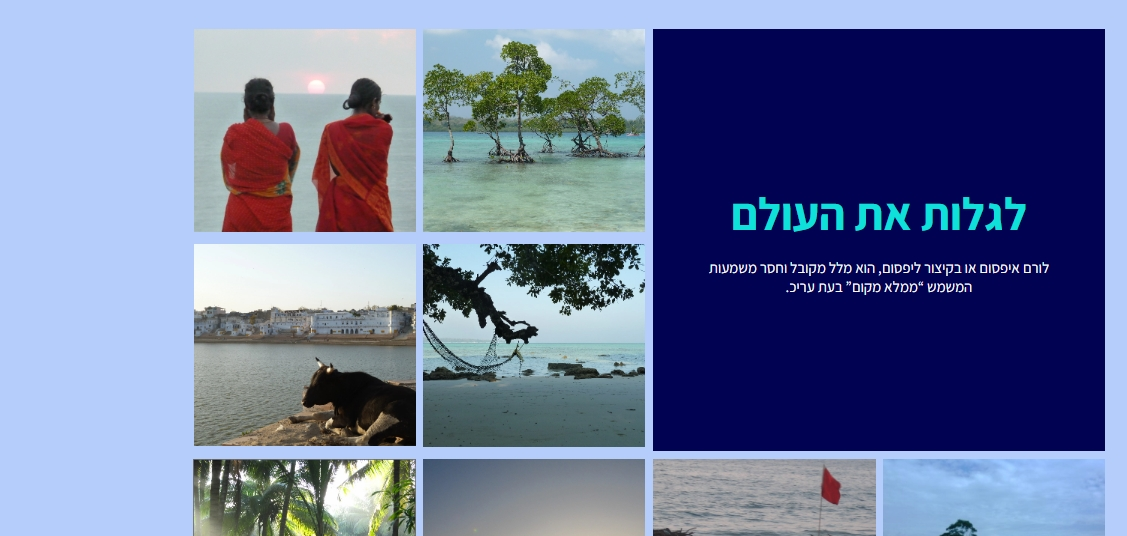 לגלות את העולם
לורם איפסום או בקיצור ליפסום, הוא מלל מקובל וחסר משמעות
המשמש “ממלא מקום” בעת עריכ.